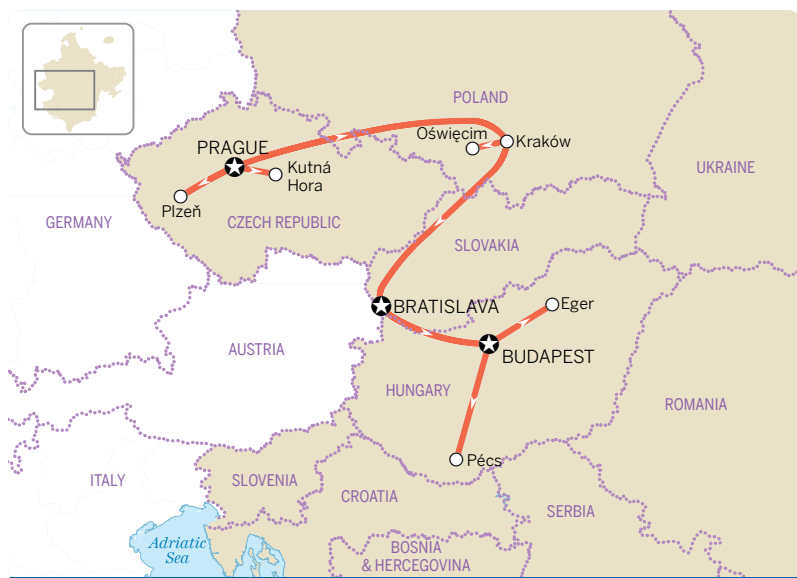 POLAND
Oświęcim
Kraków
PRAGUE
Kutná
Hora
UKRAINE
Plzeň
GERMANY
CZECH REPUBLIC
SLOVAKIA
BRATISLAVA
Eger
AUSTRIA
BUDAPEST
HUNGARY
ROMANIA
Pécs
ITALY
SLOVENIA
CROATIA
SERBIA
Adriatic
Sea
BOSNIA
& HERCEGOVINA